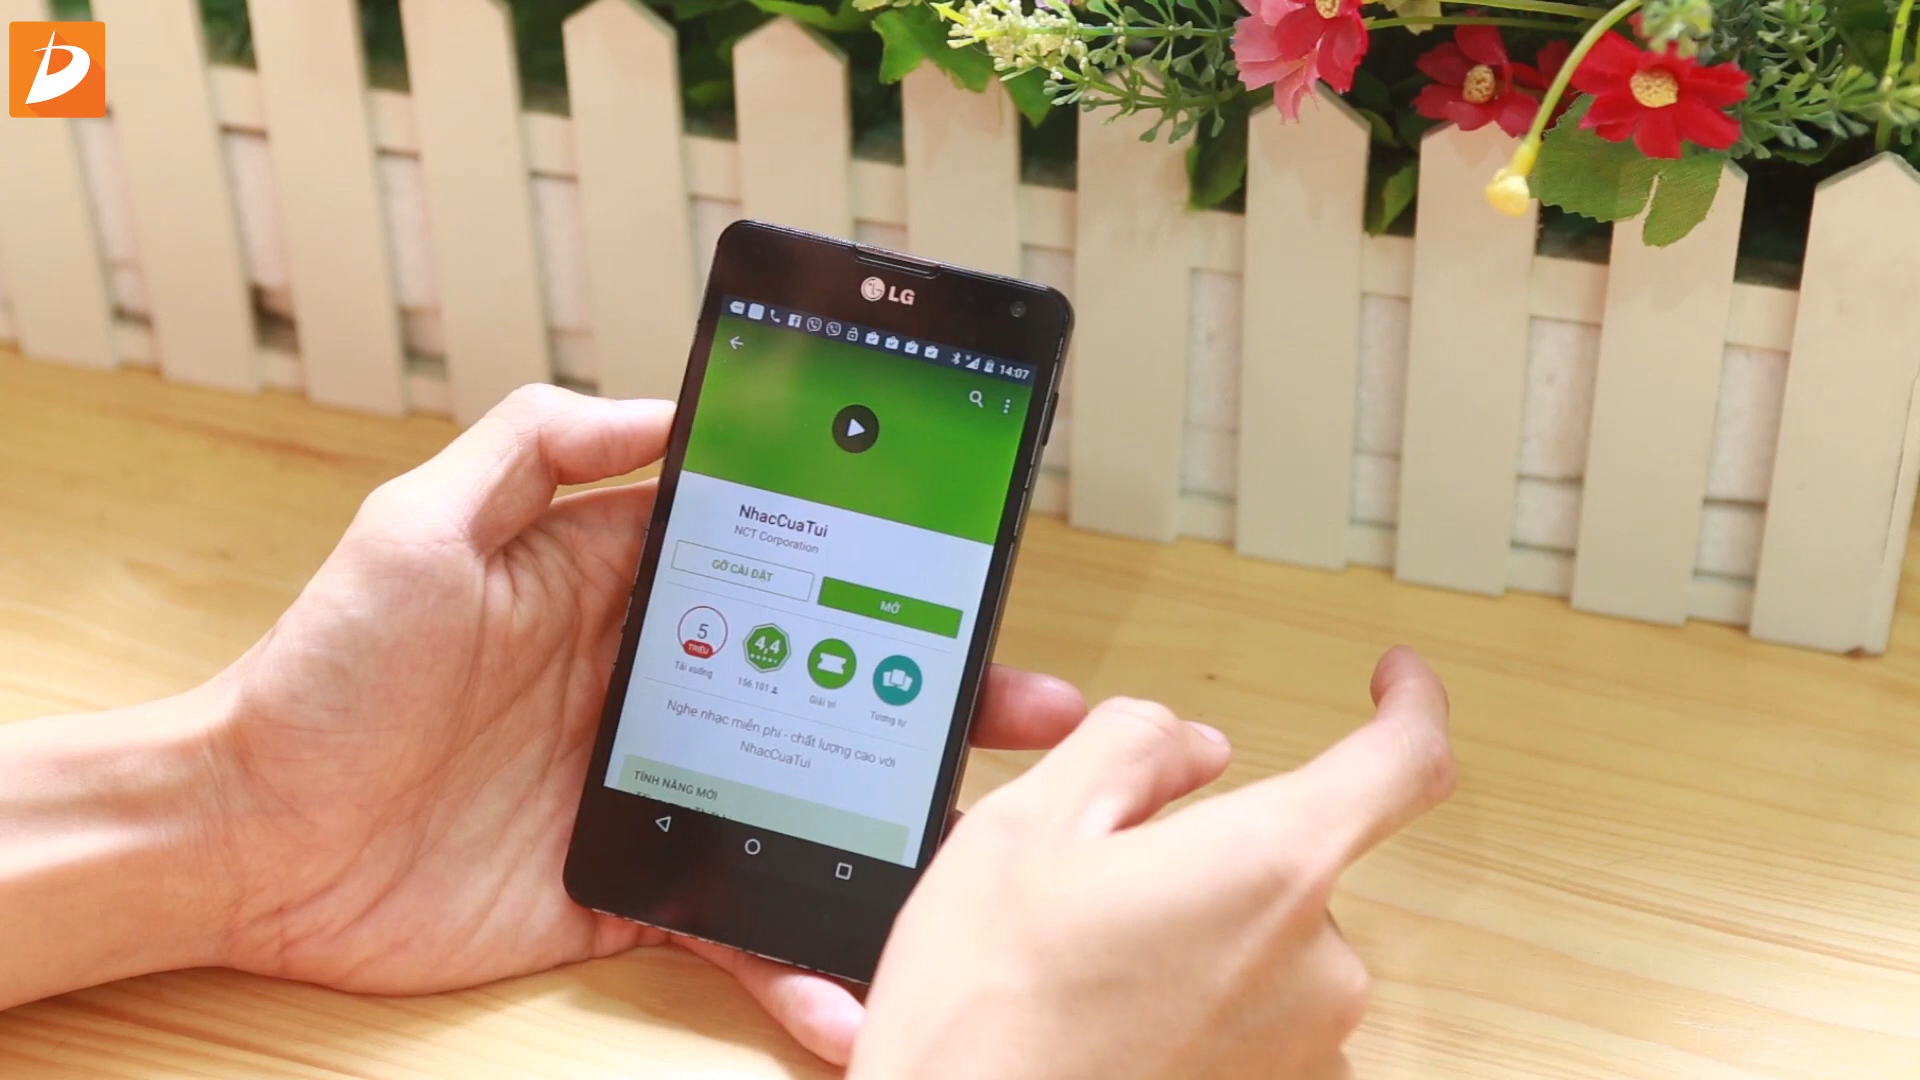 LG
14:07
NhacCuaTui
NCT Corporation
GỠ CÀI ĐẶT
MỞ
5
TRIỆU
Tải xuống
4,4
156.101
Giải trí
Tương tự
Nghe nhạc miễn phí - chất lượng cao với
NhacCuaTui
TÍNH NĂNG MỚI